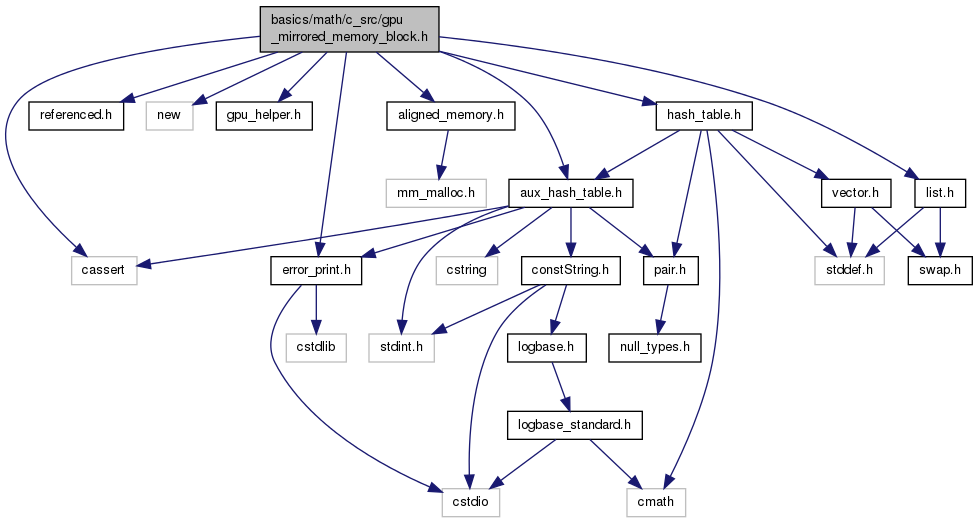 basics/math/c_src/gpu
_mirrored_memory_block.h
referenced.h
new
gpu_helper.h
aligned_memory.h
hash_table.h
mm_malloc.h
aux_hash_table.h
vector.h
list.h
cassert
error_print.h
cstring
constString.h
pair.h
stddef.h
swap.h
cstdlib
stdint.h
logbase.h
null_types.h
logbase_standard.h
cstdio
cmath